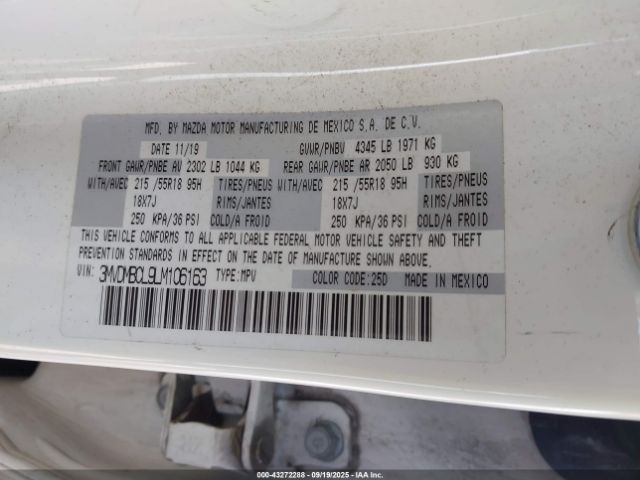 MFD. BY MAZDA MOTOR MANUFACTURING DE MEXICO S.A. DE C.V.
DATE 11/19 GVWR/PNBV 4345 LB 1971 KG
FRONT GAWR/PNBE AV 2302 LB 1044 KG REAR GAWR/PNBE AR 2050 LB 930 KG
WITH/AVEC 215 /55R18 95H TIRES/PNEUS WITH/AVEC 215 /55R18 95H TIRES/PNEUS
18X7J RIMS/JANTES 18X7J RIMS/JANTES
250 KPA/36 PSI COLD/A FROID 250 KPA/36 PSI COLD/A FROID
THIS VEHICLE CONFORMS TO ALL APPLICABLE FEDERAL MOTOR VEHICLE SAFETY AND THEFT
PREVENTION STANDARDS IN EFFECT ON THE DATE OF MANUFACTURE SHOWN ABOVE.
VIN: 3MVDMBCL9LM106163 TYPE:MPV COLOR CODE:25D MADE IN MEXICO
000-43272288 - 09/19/2025 - IAA Inc.